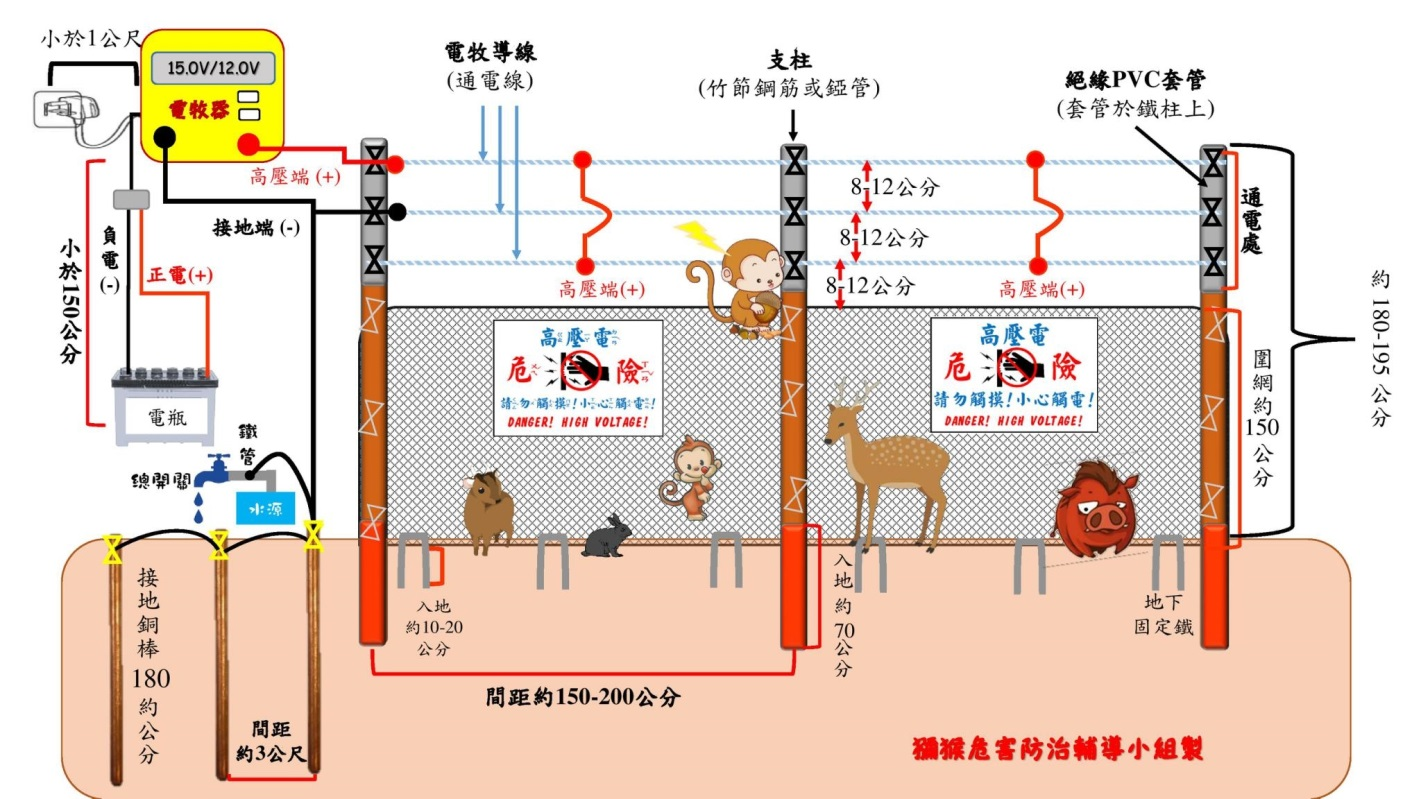 小於1公尺
15.0V/12.0V
電牧器
高壓端 (+)
接地端 (-)
負電
(-)
正電(+)
小於150公分
電瓶
鐵管
總開關
水源
電牧導線
(通電線)
支柱
(竹節鋼筋或錏管)
絕緣PVC套管
(套管於鐵柱上)
8-12公分
8-12公分
8-12公分
高壓端(+)
高壓端(+)
通電處
約 180-195 公分
圍網約150公分
高壓電
危險
請勿觸摸!小心觸電!
DANGER! HIGH VOLTAGE!
高壓電
危險
請勿觸摸!小心觸電!
DANGER! HIGH VOLTAGE!
接地銅棒180約公分
間距
約3公尺
入地
約10-20
公分
入地約70公分
地下
固定鐵
間距約150-200公分
獼猴危害防治輔導小組製